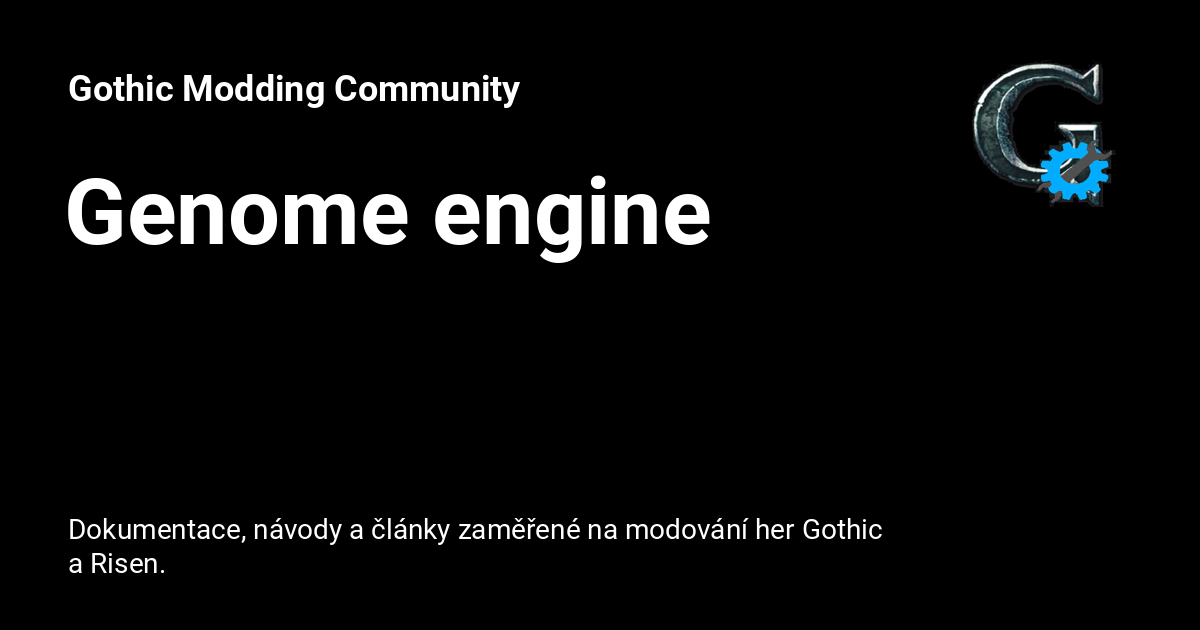 Gothic Modding Community
Genome engine
Dokumentace, návody a články zaměřené na modování her Gothic
a Risen.